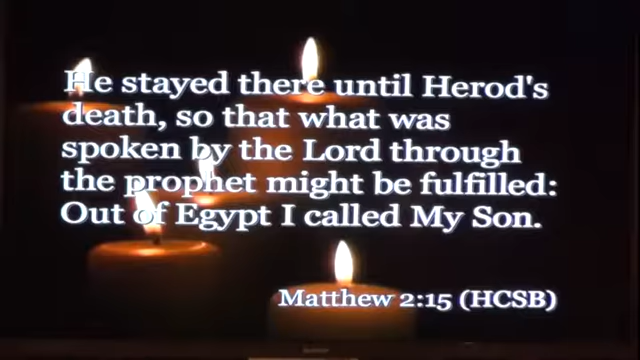 He stayed there until Herod's
death, so that what was
spoken by the Lord through
the prophet might be fulfilled:
Out of Egypt I called My Son.
Matthew 2:15 (HCSB)